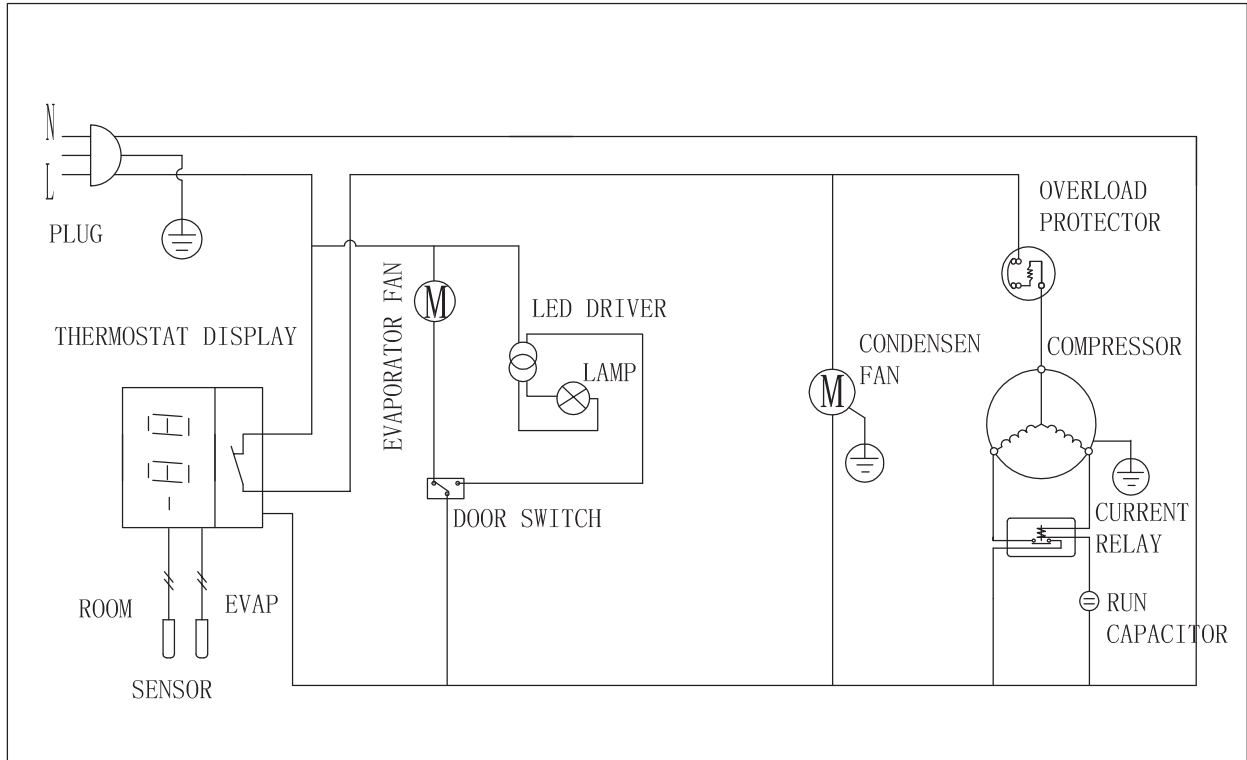 N
L
PLUG
OVERLOAD
PROTECTOR
THERMOSTAT DISPLAY
EVAPORATOR FAN
M
LED DRIVER
LAMP
CONDENSEN
FAN
M
COMPRESSOR
DOOR SWITCH
CURRENT
RELAY
ROOM
EVAP
RUN
CAPACITOR
SENSOR